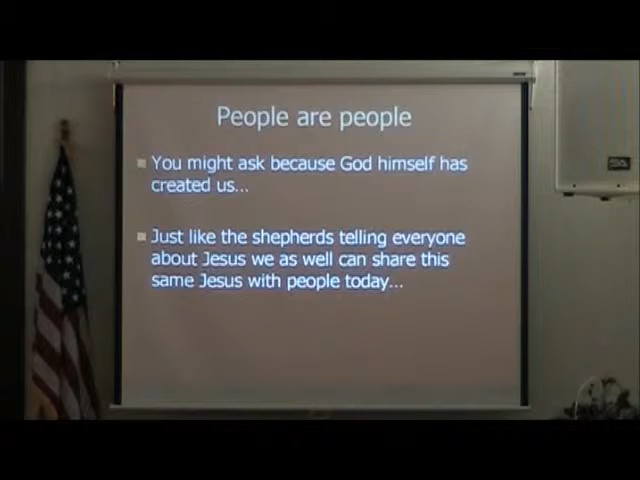 People are people
You might ask because God himself has
created us...
Just like the shepherds telling everyone
about Jesus we as well can share this
same Jesus with people today...